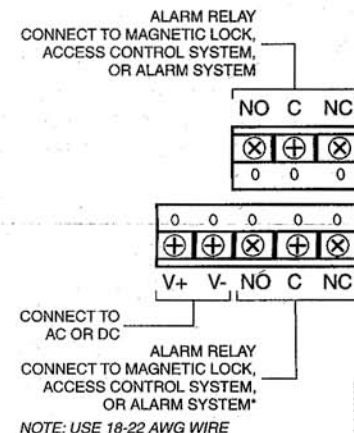 ALARM RELAY
CONNECT TO MAGNETIC LOCK,
ACCESS CONTROL SYSTEM,
OR ALARM SYSTEM
NO C NC
0 0 0
0 0 0 0 0
V+ V- NO C NC
CONNECT TO
AC OR DC
ALARM RELAY
CONNECT TO MAGNETIC LOCK,
ACCESS CONTROL SYSTEM,
OR ALARM SYSTEM*
NOTE: USE 18-22 AWG WIRE